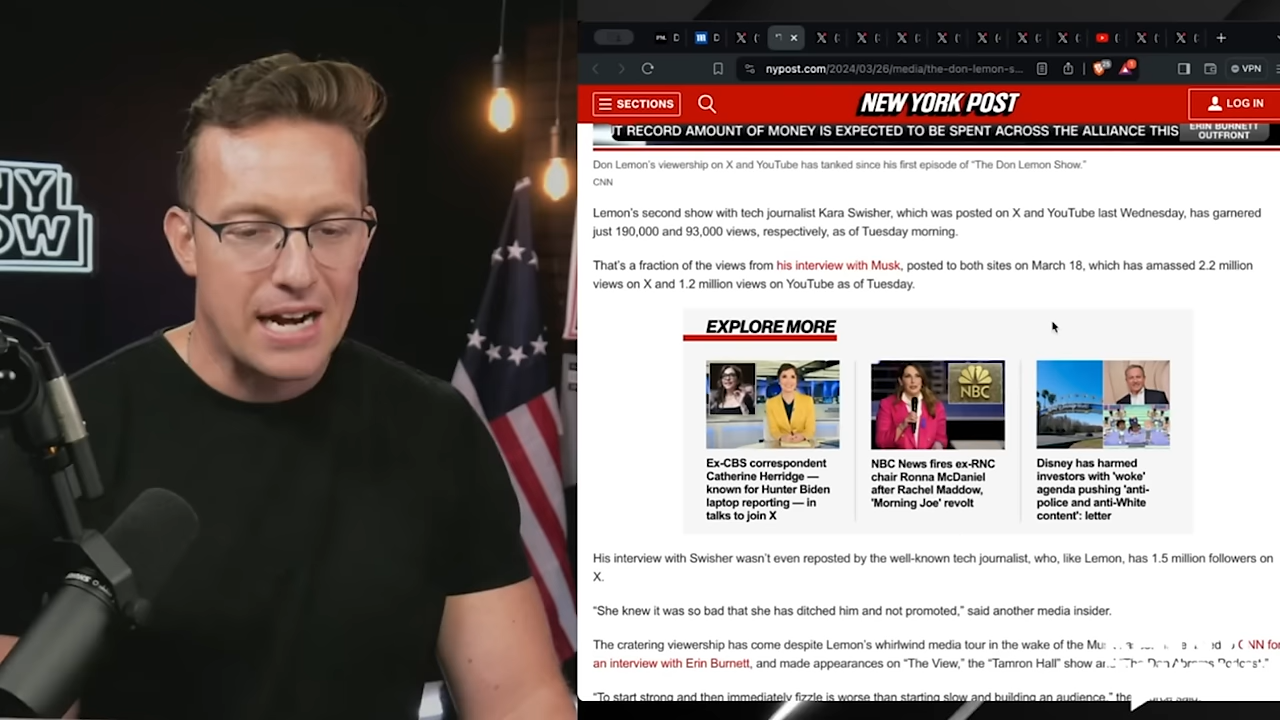 NY
OW
nypost.com/2024/03/26/media/the-don-lemon-s...
VPN
SECTIONS
NEW YORK POST
LOG IN
UT RECORD AMOUNT OF MONEY IS EXPECTED TO BE SPENT ACROSS THE ALLIANCE THIS
ERIN BURNETT
OUTFRONT
Don Lemon's viewership on X and YouTube has tanked since his first episode of "The Don Lemon Show."
CNN
Lemon's second show with tech journalist Kara Swisher, which was posted on X and YouTube last Wednesday, has garnered
just 190,000 and 93,000 views, respectively, as of Tuesday morning.
That's a fraction of the views from his interview with Musk, posted to both sites on March 18, which has amassed 2.2 million
views on X and 1.2 million views on YouTube as of Tuesday.
EXPLORE MORE
NBC
Ex-CBS correspondent
Catherine Herridge —
known for Hunter Biden
laptop reporting — in
talks to join X
NBC News fires ex-RNC
chair Ronna McDaniel
after Rachel Maddow,
'Morning Joe' revolt
Disney has harmed
investors with 'woke'
agenda pushing 'anti-
police and anti-White
content': letter
His interview with Swisher wasn't even reposted by the well-known tech journalist, who, like Lemon, has 1.5 million followers on
X.
"She knew it was so bad that she has ditched him and not promoted," said another media insider.
The cratering viewership has come despite Lemon's whirlwind media tour in the wake of the CNN for
an interview with Erin Burnett, and made appearances on "The View," the "Tamron Hall" show and "The Dan Abrams Podcast."
"To start strong and then immediately fizzle is worse than starting slow and building an audience," the said.